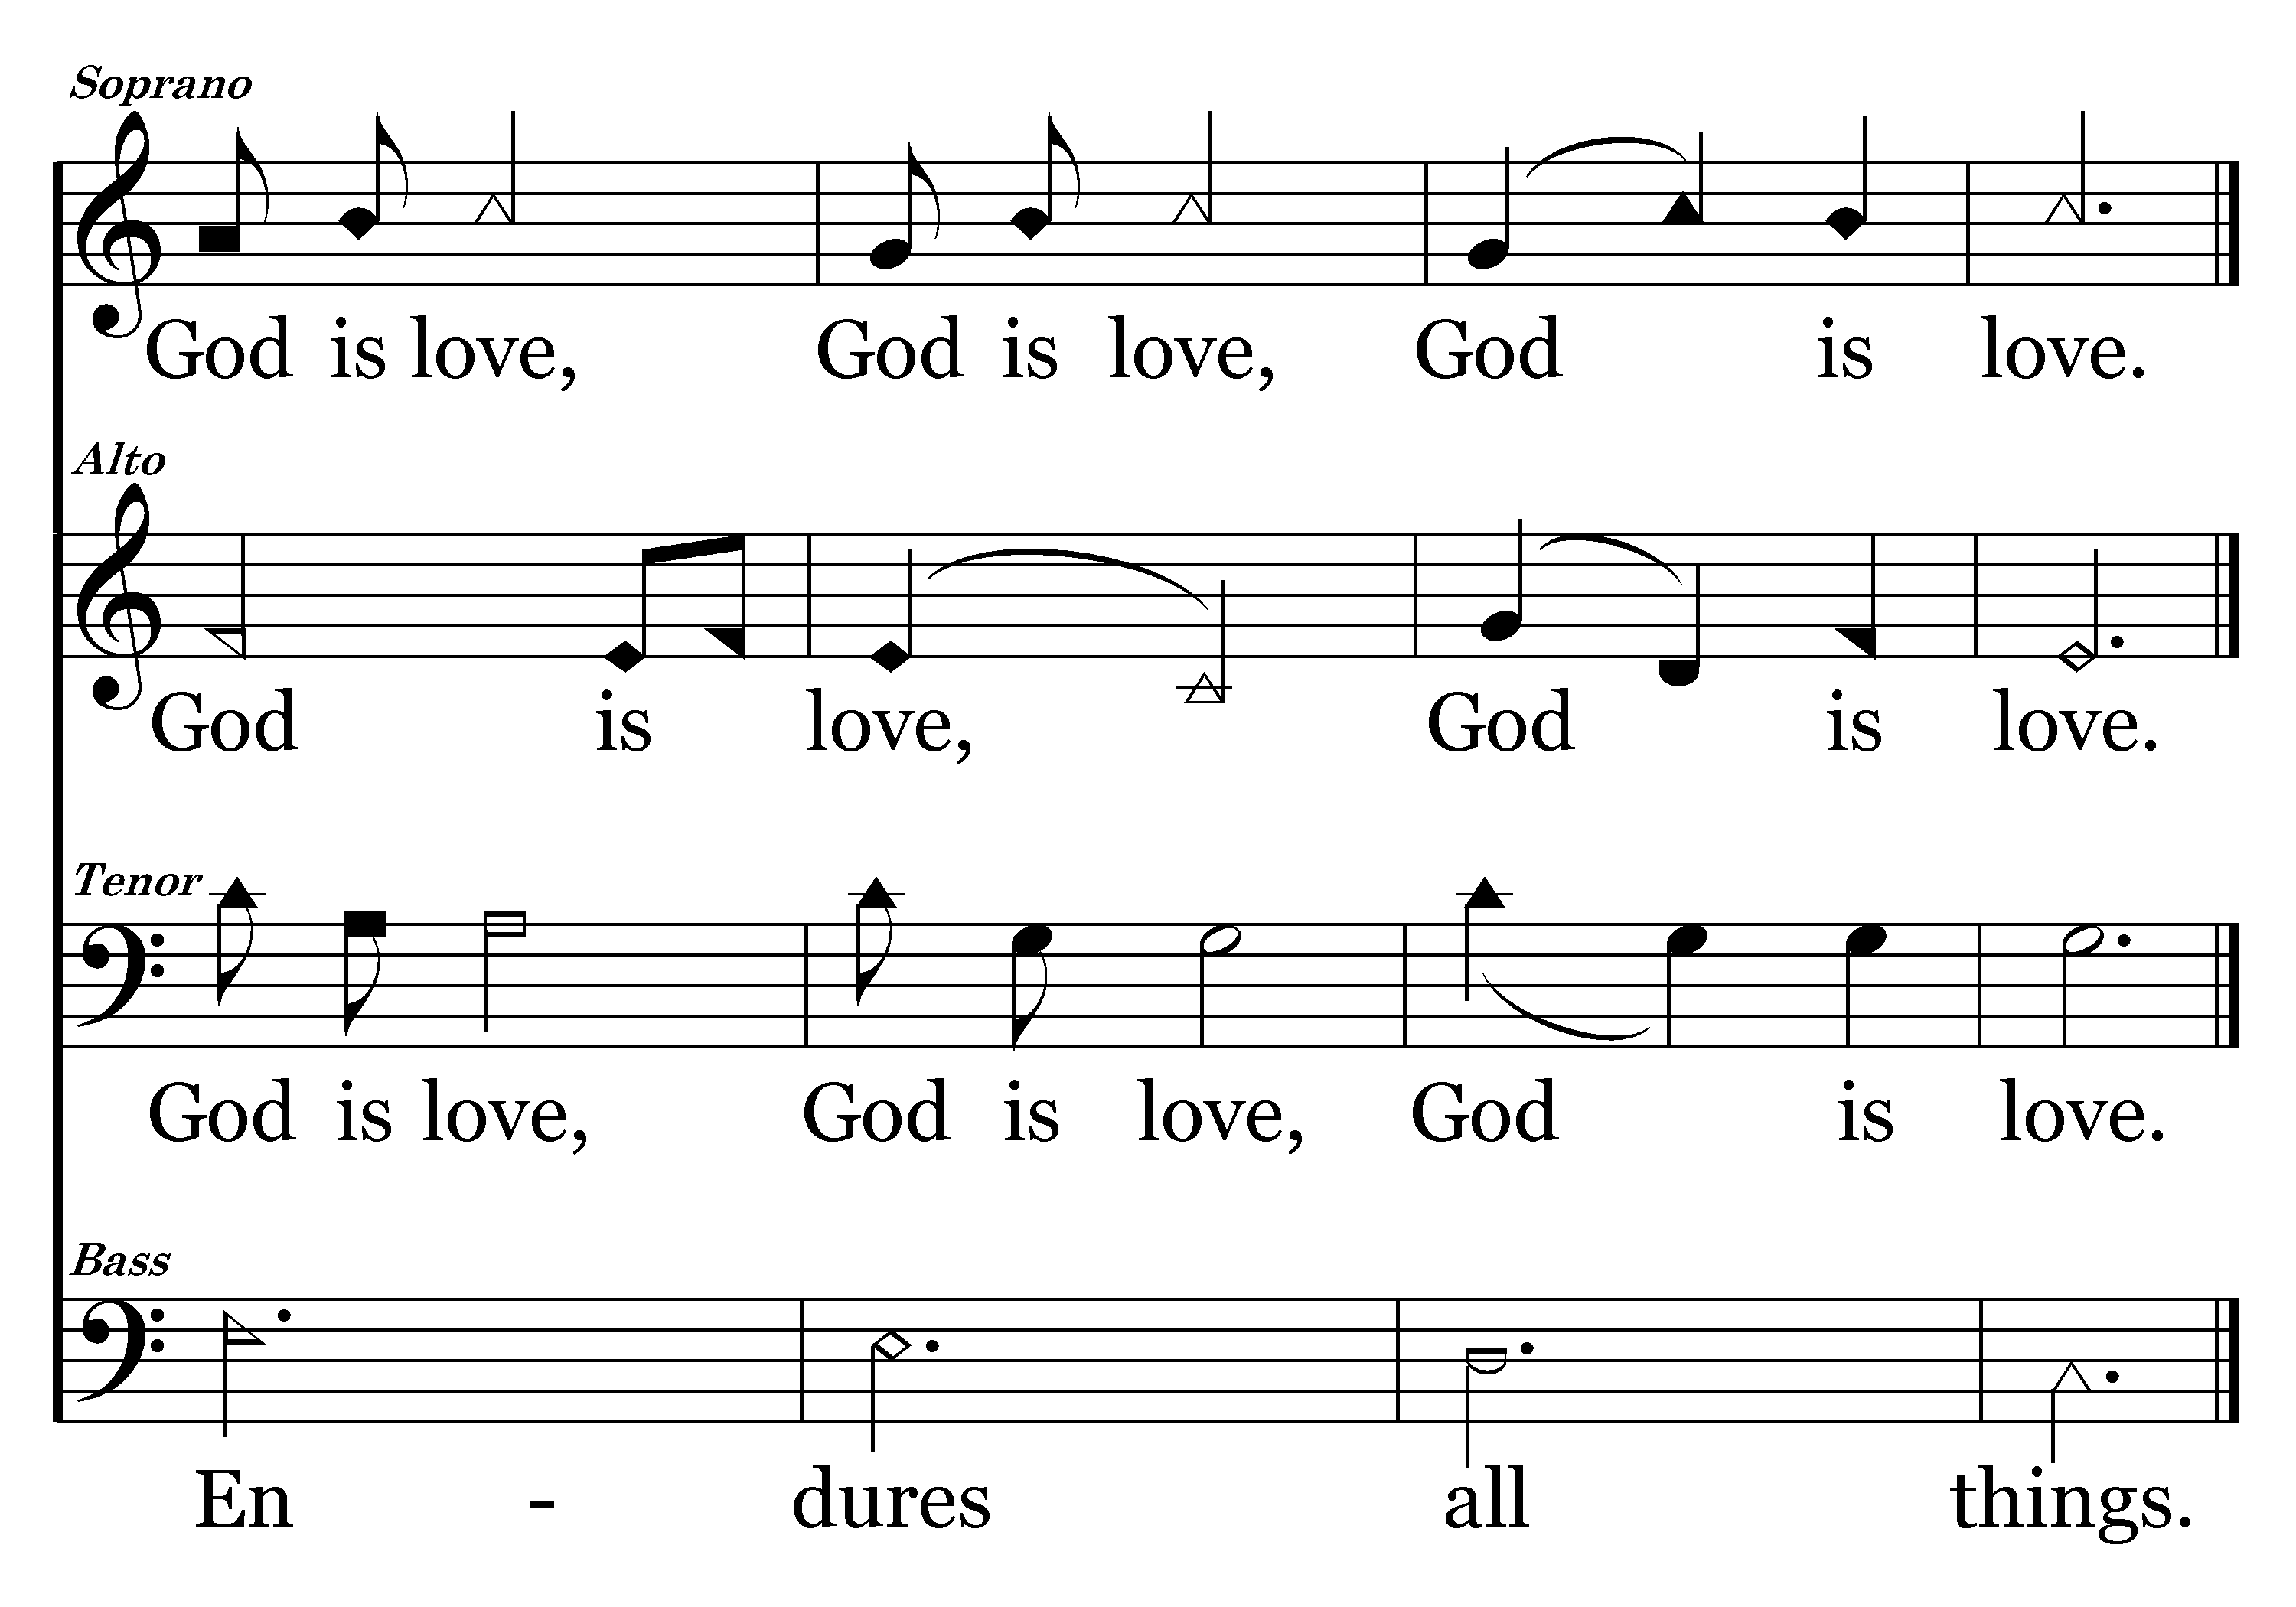 Soprano
God is love, God is love, God is love.
Alto
God is love, God is love.
Tenor
God is love, God is love, God is love.
Bass
En - dures all things.